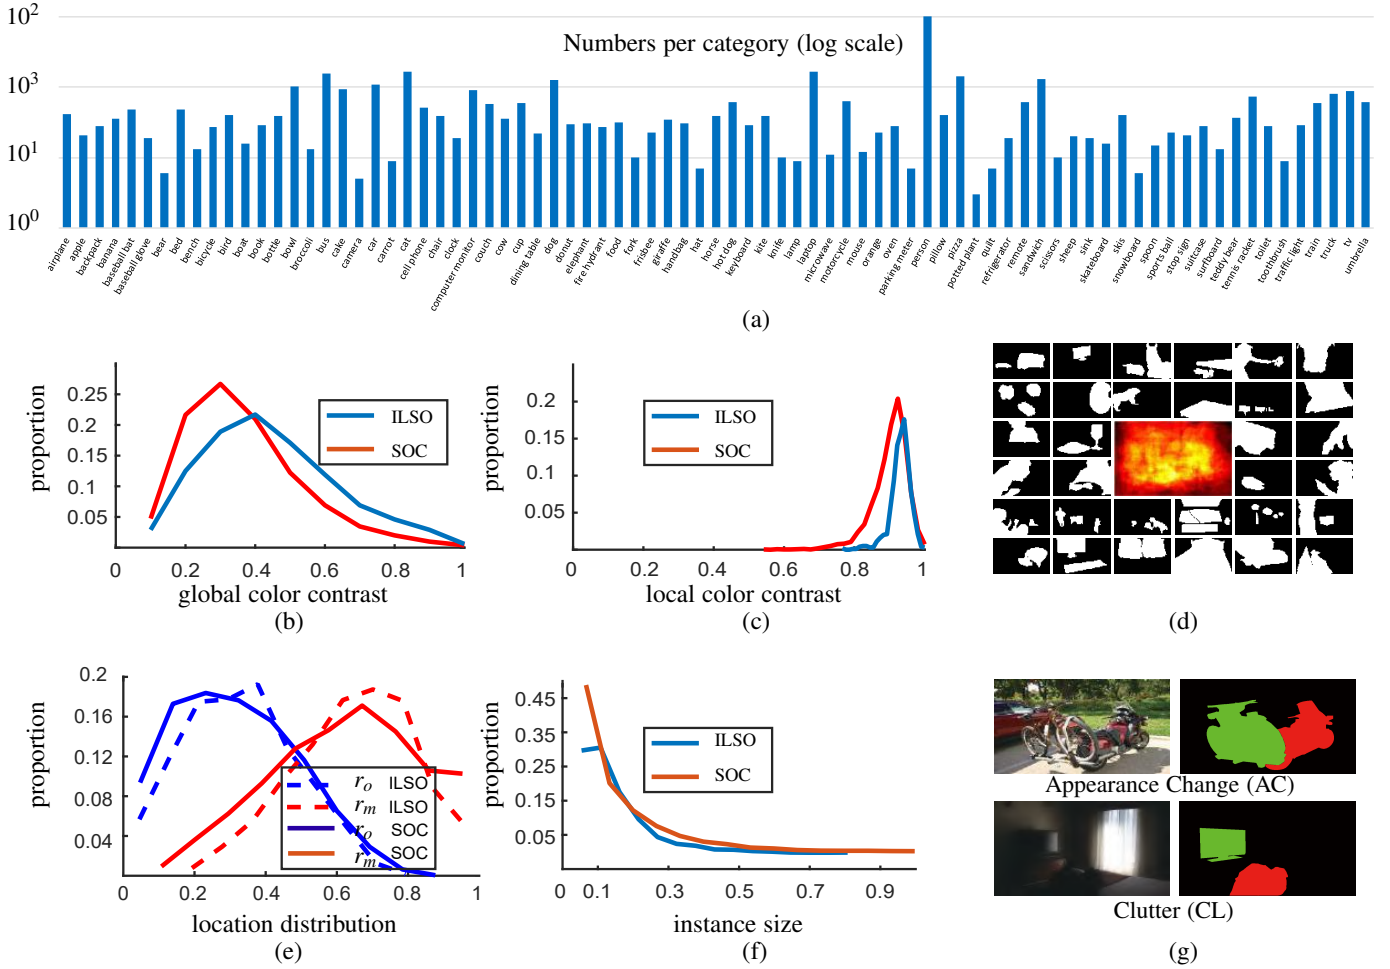 10^2
Numbers per category (log scale)
10^3
10^1
10^0
airplane
apple
backpack
banana
baseball bat
baseball glove
bear
bed
bench
bicycle
bird
boat
book
bottle
bowl
broccoli
bus
cake
camera
car
carrot
cat
cell phone
chair
clock
computer monitor
couch
cow
cup
dining table
dog
donut
elephant
fire hydrant
food
fork
frisbee
giraffe
handbag
hat
horse
hot dog
keyboard
kite
knife
lamp
laptop
microwave
motorcycle
mouse
orange
oven
parking meter
person
pillow
pizza
potted plant
quilt
refrigerator
remote
sandwich
scissors
sheep
sink
skateboard
skis
snowboard
spoon
sports ball
stop sign
suitcase
surfboard
teddy bear
tennis racket
toilet
toothbrush
traffic light
train
truck
tv
umbrella
(a)
proportion
0.25
0.2
0.15
0.1
0.05
ILSO
SOC
0 0.2 0.4 0.6 0.8 1
global color contrast
(b)
proportion
0.2
0.15
0.1
0.05
ILSO
SOC
0 0.2 0.4 0.6 0.8 1
local color contrast
(c)
(d)
proportion
0.2
0.16
0.12
0.08
0.04
r_o ILSO
r_m ILSO
r_o SOC
r_m SOC
0 0.2 0.4 0.6 0.8 1
location distribution
(e)
proportion
0.45
0.35
0.25
0.15
0.05
ILSO
SOC
0 0.1 0.3 0.5 0.7 0.9
instance size
(f)
Appearance Change (AC)
Clutter (CL)
(g)